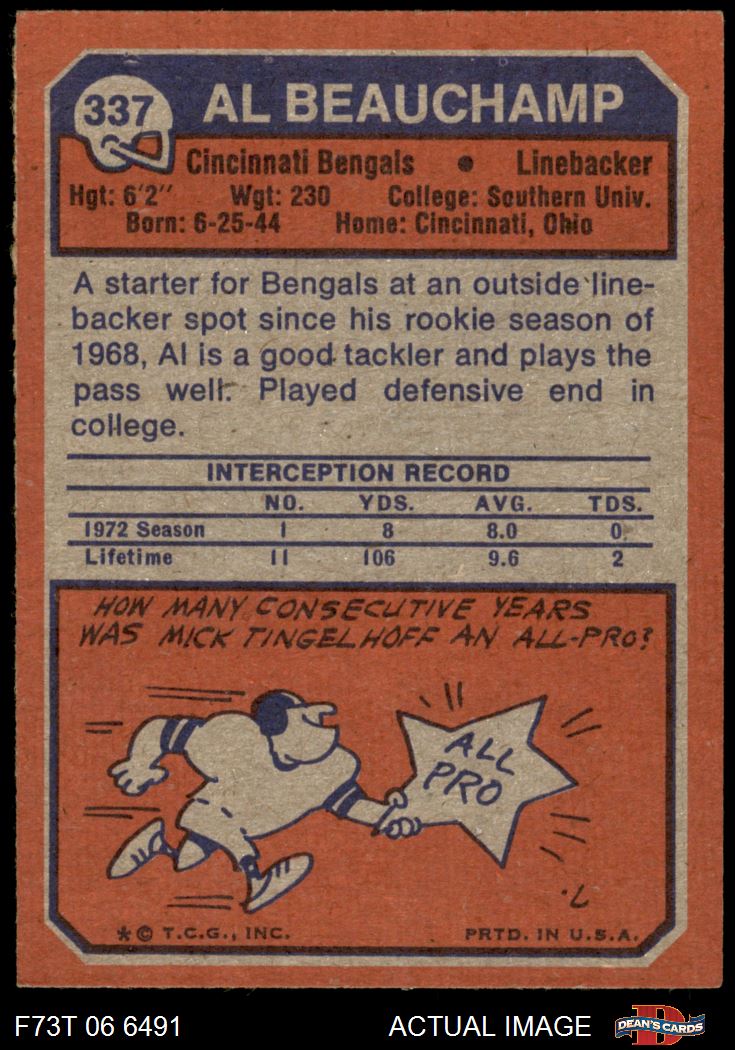 337 AL BEAUCHAMP
Cincinnati Bengals • Linebacker
Hgt: 6'2" Wgt: 230 College: Southern Univ.
Born: 6-25-44 Home: Cincinnati, Ohio
A starter for Bengals at an outside line-
backer spot since his rookie season of
1968, Al is a good tackler and plays the
pass well. Played defensive end in
college.
INTERCEPTION RECORD
NO. YDS. AVG. TDS.
1972 Season 1 8 8.0 0
Lifetime 11 106 9.6 2
HOW MANY CONSECUTIVE YEARS
WAS MICK TINGELHOFF AN ALL-PRO?
ALL
PRO
* © T.C.G., INC. PRTD. IN U.S.A.
F73T 06 6491 ACTUAL IMAGE DEAN'S CARDS